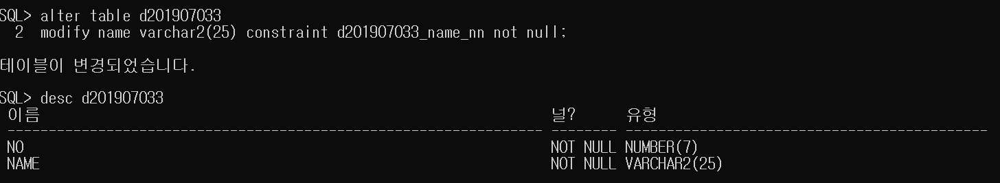 SQL> alter table d201907033
2 modify name varchar2(25) constraint d201907033_name_nn not null;
테이블이 변경되었습니다.
SQL> desc d201907033
이름 널? 유형
----------------------------------------------------------------- -------- --------------------------------------------
NO NOT NULL NUMBER(7)
NAME NOT NULL VARCHAR2(25)